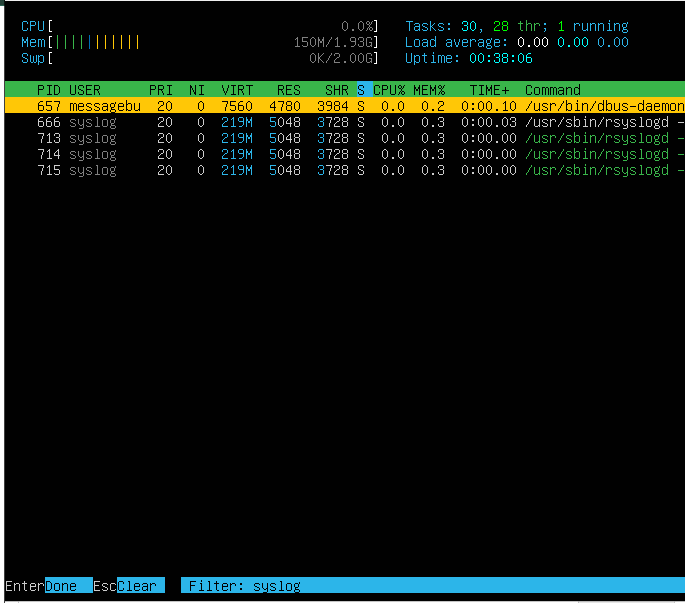 CPU[ 0.0%] Tasks: 30, 28 thr; 1 running
Mem[||||||||||| 150M/1.93G] Load average: 0.00 0.00 0.00
Swp[ 0K/2.00G] Uptime: 00:38:06
PID USER PRI NI VIRT RES SHR S CPU% MEM% TIME+ Command
657 messagebu 20 0 7560 4780 3984 S 0.0 0.2 0:00.10 /usr/bin/dbus-daemon
666 syslog 20 0 219M 5048 3728 S 0.0 0.3 0:00.03 /usr/sbin/rsyslogd -
713 syslog 20 0 219M 5048 3728 S 0.0 0.3 0:00.00 /usr/sbin/rsyslogd -
714 syslog 20 0 219M 5048 3728 S 0.0 0.3 0:00.00 /usr/sbin/rsyslogd -
715 syslog 20 0 219M 5048 3728 S 0.0 0.3 0:00.00 /usr/sbin/rsyslogd -
EnterDone EscClear Filter: syslog